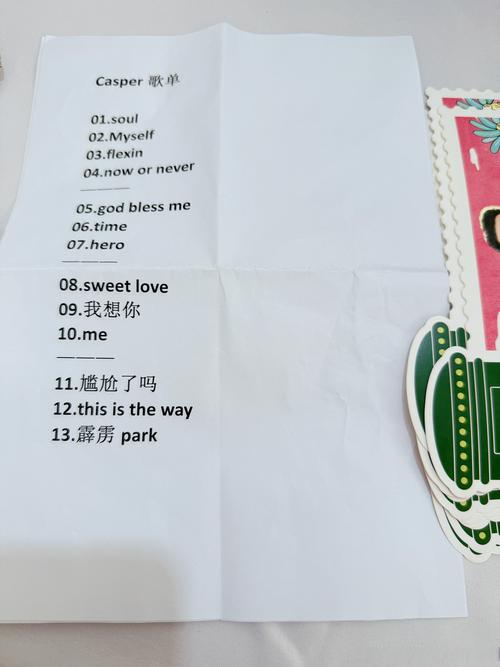 Casper 歌单
01.soul
02.Myself
03.flexin
04.now or never
———
05.god bless me
06.time
07.hero
———
08.sweet love
09.我想你
10.me
———
11.尴尬了吗
12.this is the way
13.霹雳 park